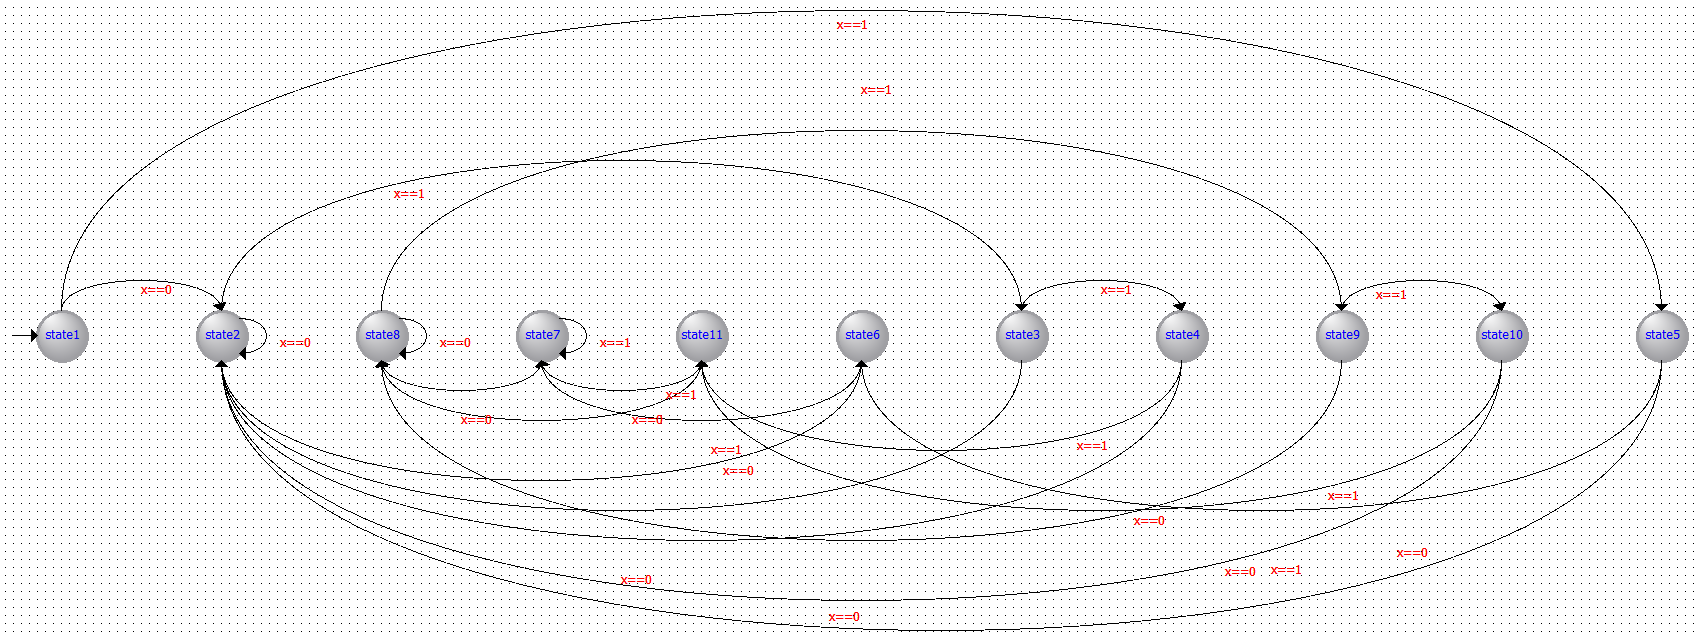 x==1
x==1
x==1
x==0
x==1
x==1
state1
state2
state8
state7
state11
state6
state3
state4
state9
state10
state5
x==0
x==0
x==1
x==1
x==0
x==0
x==1
x==1
x==0
x==1
x==0
x==0
x==0
x==0
x==1
x==0